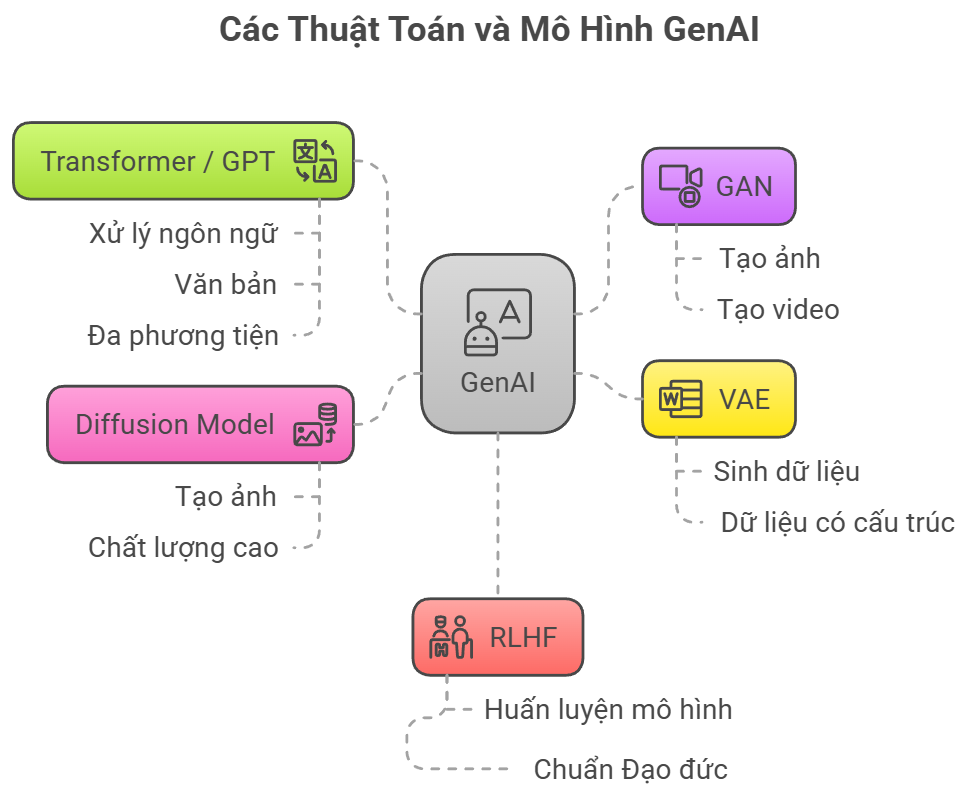 Các Thuật Toán và Mô Hình GenAI
Transformer / GPT
文
A
Xử lý ngôn ngữ
Văn bản
Đa phương tiện
Diffusion Model
Tạo ảnh
Chất lượng cao
A
GenAI
GAN
Tạo ảnh
Tạo video
W
VAE
Sinh dữ liệu
Dữ liệu có cấu trúc
RLHF
Huấn luyện mô hình
Chuẩn Đạo đức